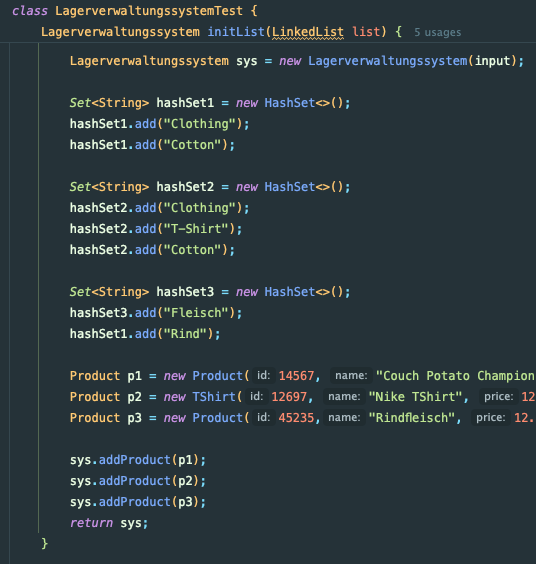 class LagerverwaltungssystemTest {
Lagerverwaltungssystem initList(LinkedList list) { 5 usages
Lagerverwaltungssystem sys = new Lagerverwaltungssystem(input);
Set<String> hashSet1 = new HashSet<>();
hashSet1.add("Clothing");
hashSet1.add("Cotton");
Set<String> hashSet2 = new HashSet<>();
hashSet2.add("Clothing");
hashSet2.add("T-Shirt");
hashSet2.add("Cotton");
Set<String> hashSet3 = new HashSet<>();
hashSet3.add("Fleisch");
hashSet1.add("Rind");
Product p1 = new Product( id: 14567, name: "Couch Potato Champion
Product p2 = new TShirt( id: 12697, name: "Nike TShirt", price: 12
Product p3 = new Product( id: 45235, name: "Rindfleisch", price: 12.
sys.addProduct(p1);
sys.addProduct(p2);
sys.addProduct(p3);
return sys;
}